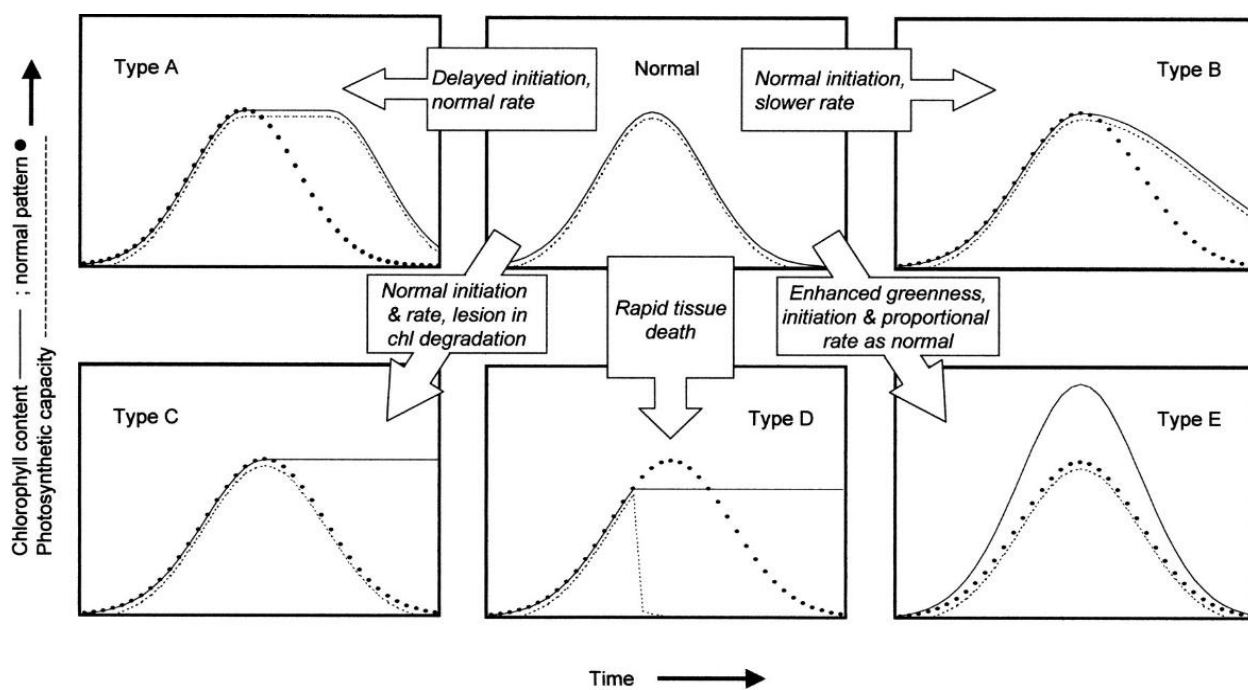 Type A
Delayed initiation,
normal rate
Normal
Normal initiation,
slower rate
Type B
Normal initiation
& rate, lesion in
chl degradation
Rapid tissue
death
Enhanced greenness,
initiation & proportional
rate as normal
Type C
Type D
Type E
Chlorophyll content —— ; normal pattern ●
Photosynthetic capacity --------
Time